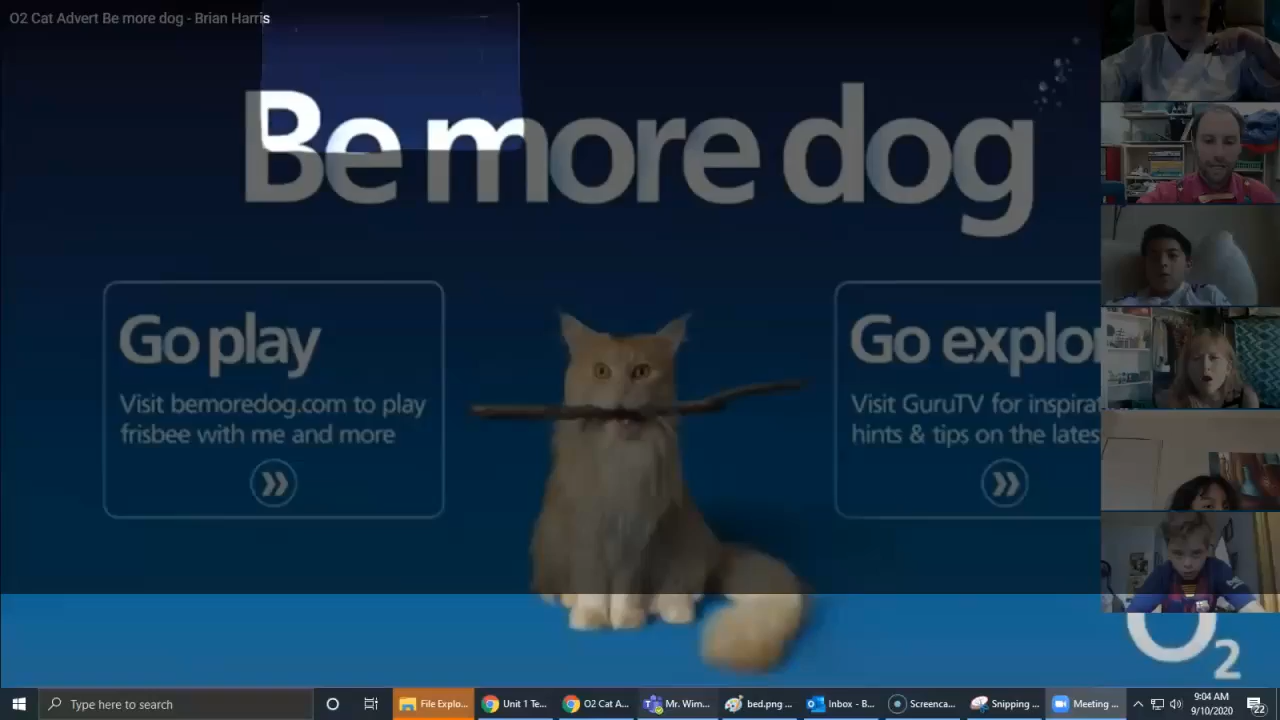 O2 Cat Advert Be more dog - Brian Harris
Be more dog
Go play
Visit bemoredog.com to play
frisbee with me and more
Go explo
Visit GuruTV for inspirat
hints & tips on the lates
O2
Type here to search
File Explo...
Unit 1 Te...
O2 Cat A...
Mr. Wim...
bed.png ...
Inbox - B...
Screenca...
Snipping ...
Meeting ...
9:04 AM
9/10/2020
22